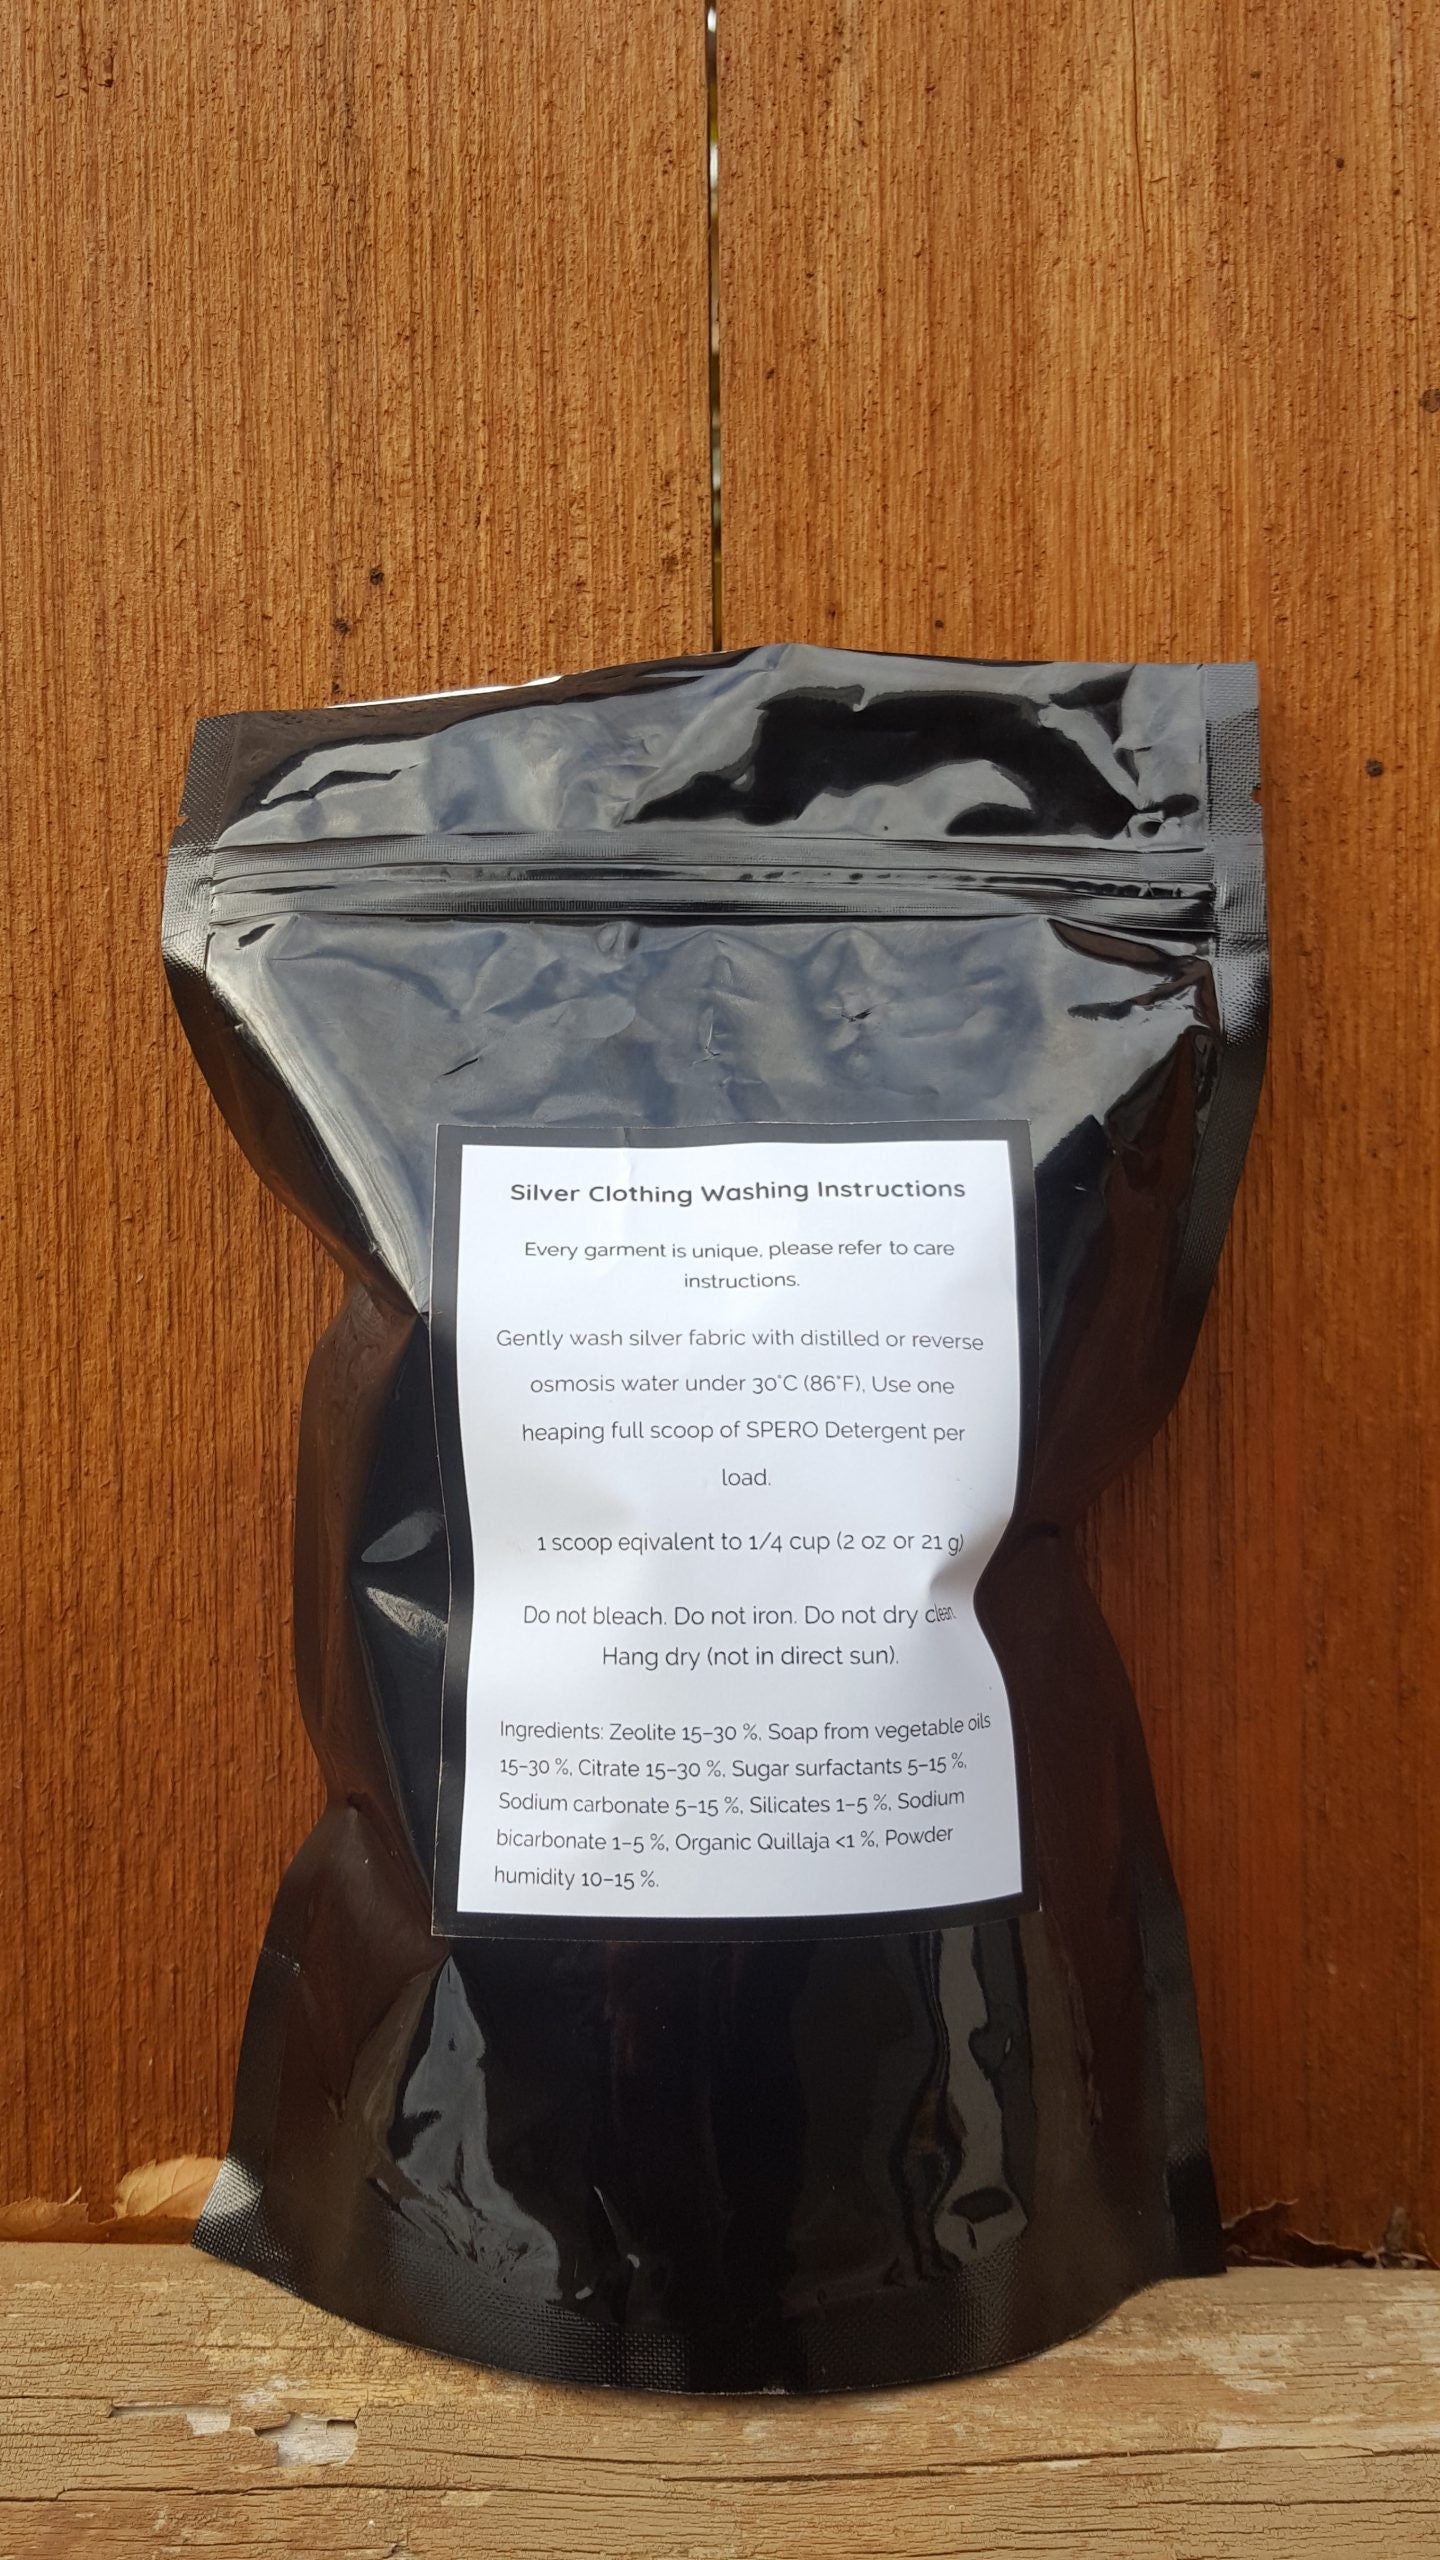 Silver Clothing Washing Instructions
Every garment is unique, please refer to care
instructions.
Gently wash silver fabric with distilled or reverse
osmosis water under 30°C (86°F), Use one
heaping full scoop of SPERO Detergent per
load.
1 scoop eqivalent to 1/4 cup (2 oz or 21 g)
Do not bleach. Do not iron. Do not dry clean.
Hang dry (not in direct sun).
Ingredients: Zeolite 15-30 %, Soap from vegetable oils
15-30 %, Citrate 15-30 %, Sugar surfactants 5-15 %,
Sodium carbonate 5-15 %, Silicates 1-5 %, Sodium
bicarbonate 1-5 %, Organic Quillaja <1 %, Powder
humidity 10-15 %.